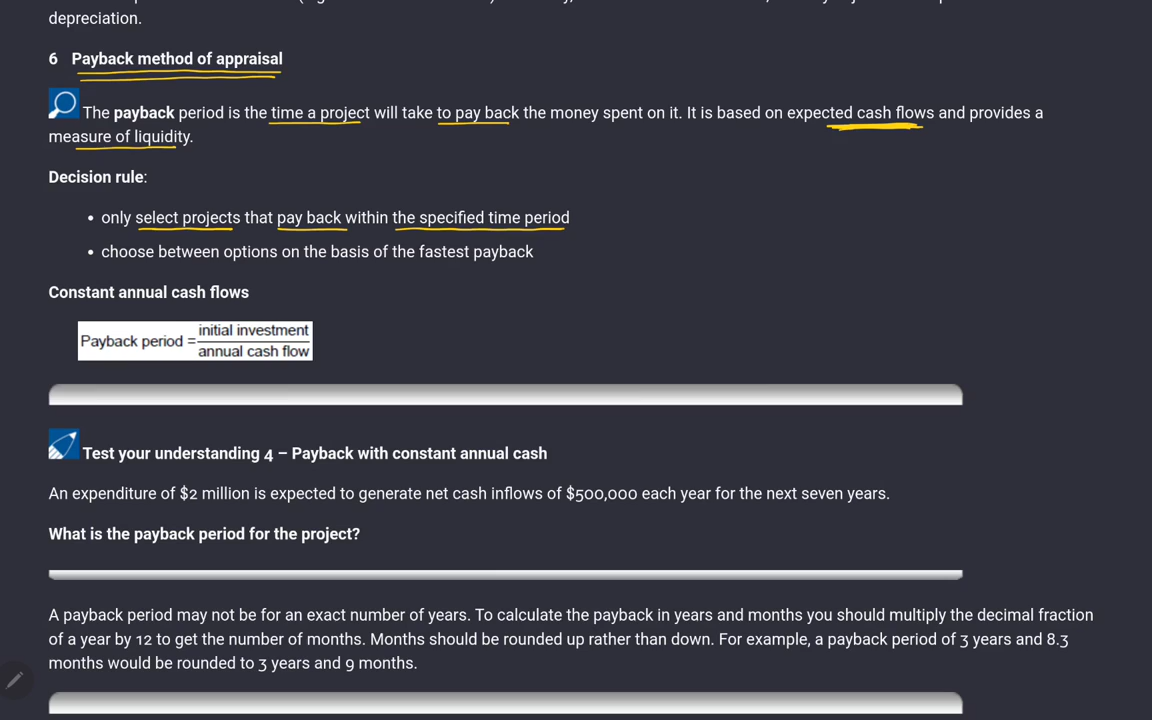 depreciation.
6 Payback method of appraisal
The payback period is the time a project will take to pay back the money spent on it. It is based on expected cash flows and provides a
measure of liquidity.
Decision rule:
• only select projects that pay back within the specified time period
• choose between options on the basis of the fastest payback
Constant annual cash flows
Payback period = initial investment
annual cash flow
Test your understanding 4 – Payback with constant annual cash
An expenditure of $2 million is expected to generate net cash inflows of $500,000 each year for the next seven years.
What is the payback period for the project?
A payback period may not be for an exact number of years. To calculate the payback in years and months you should multiply the decimal fraction
of a year by 12 to get the number of months. Months should be rounded up rather than down. For example, a payback period of 3 years and 8.3
months would be rounded to 3 years and 9 months.